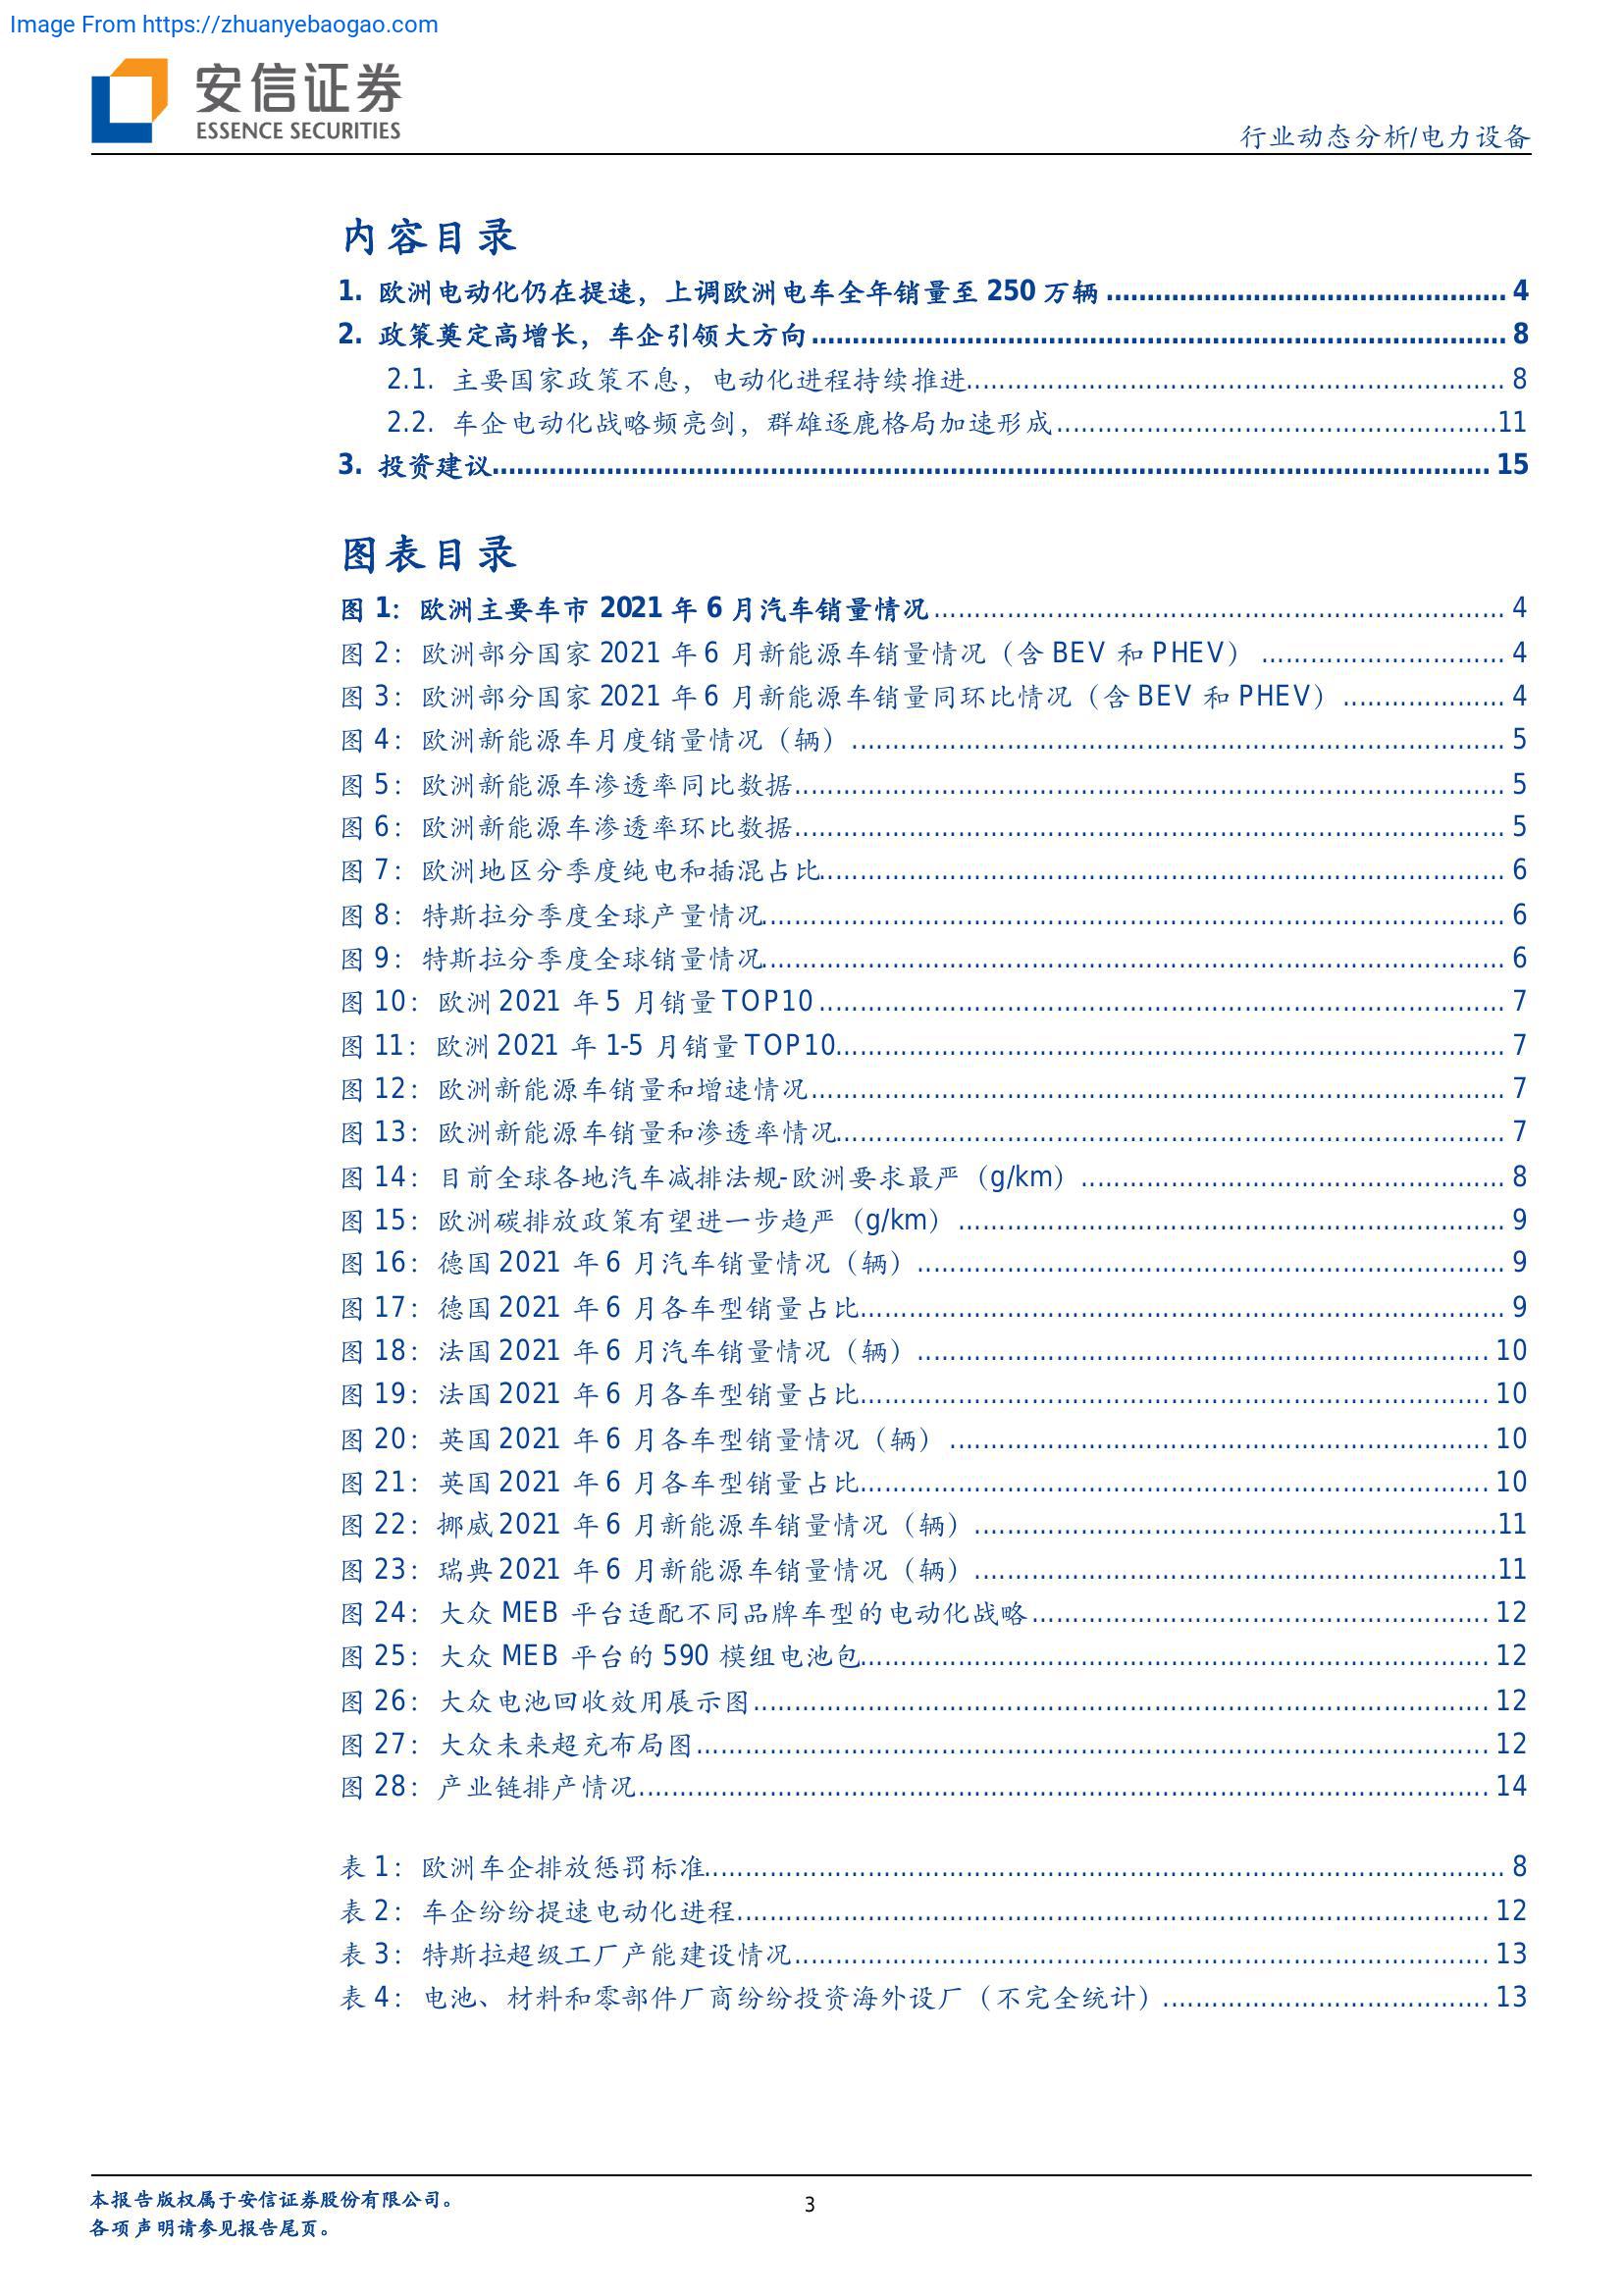 Image From https://zhuanyebaogao.com
安信证券
ESSENCE SECURITIES
行业动态分析/电力设备
内容目录
1. 欧洲电动化仍在提速，上调欧洲电车全年销量至 250 万辆 ........ 4
2. 政策奠定高增长，车企引领大方向 ........ 8
2.1. 主要国家政策不息，电动化进程持续推进 ........ 8
2.2. 车企电动化战略频亮剑，群雄逐鹿格局加速形成 ........ 11
3. 投资建议 ........ 15
图表目录
图 1：欧洲主要车市 2021 年 6 月汽车销量情况 ........ 4
图 2：欧洲部分国家 2021 年 6 月新能源车销量情况（含 BEV 和 PHEV） ........ 4
图 3：欧洲部分国家 2021 年 6 月新能源车销量同环比情况（含 BEV 和 PHEV） ........ 4
图 4：欧洲新能源车月度销量情况（辆） ........ 5
图 5：欧洲新能源车渗透率同比数据 ........ 5
图 6：欧洲新能源车渗透率环比数据 ........ 5
图 7：欧洲地区分季度纯电和插混占比 ........ 6
图 8：特斯拉分季度全球产量情况 ........ 6
图 9：特斯拉分季度全球销量情况 ........ 6
图 10：欧洲 2021 年 5 月销量 TOP10 ........ 7
图 11：欧洲 2021 年 1-5 月销量 TOP10 ........ 7
图 12：欧洲新能源车销量和增速情况 ........ 7
图 13：欧洲新能源车销量和渗透率情况 ........ 7
图 14：目前全球各地汽车减排法规-欧洲要求最严（g/km） ........ 8
图 15：欧洲碳排放政策有望进一步趋严（g/km） ........ 9
图 16：德国 2021 年 6 月汽车销量情况（辆） ........ 9
图 17：德国 2021 年 6 月各车型销量占比 ........ 9
图 18：法国 2021 年 6 月汽车销量情况（辆） ........ 10
图 19：法国 2021 年 6 月各车型销量占比 ........ 10
图 20：英国 2021 年 6 月各车型销量情况（辆） ........ 10
图 21：英国 2021 年 6 月各车型销量占比 ........ 10
图 22：挪威 2021 年 6 月新能源车销量情况（辆） ........ 11
图 23：瑞典 2021 年 6 月新能源车销量情况（辆） ........ 11
图 24：大众 MEB 平台适配不同品牌车型的电动化战略 ........ 12
图 25：大众 MEB 平台的 590 模组电池包 ........ 12
图 26：大众电池回收效用展示图 ........ 12
图 27：大众未来超充布局图 ........ 12
图 28：产业链排产情况 ........ 14
表 1：欧洲车企排放惩罚标准 ........ 8
表 2：车企纷纷提速电动化进程 ........ 12
表 3：特斯拉超级工厂产能建设情况 ........ 13
表 4：电池、材料和零部件厂商纷纷投资海外设厂（不完全统计） ........ 13
本报告版权属于安信证券股份有限公司。
3
各项声明请参见报告尾页。